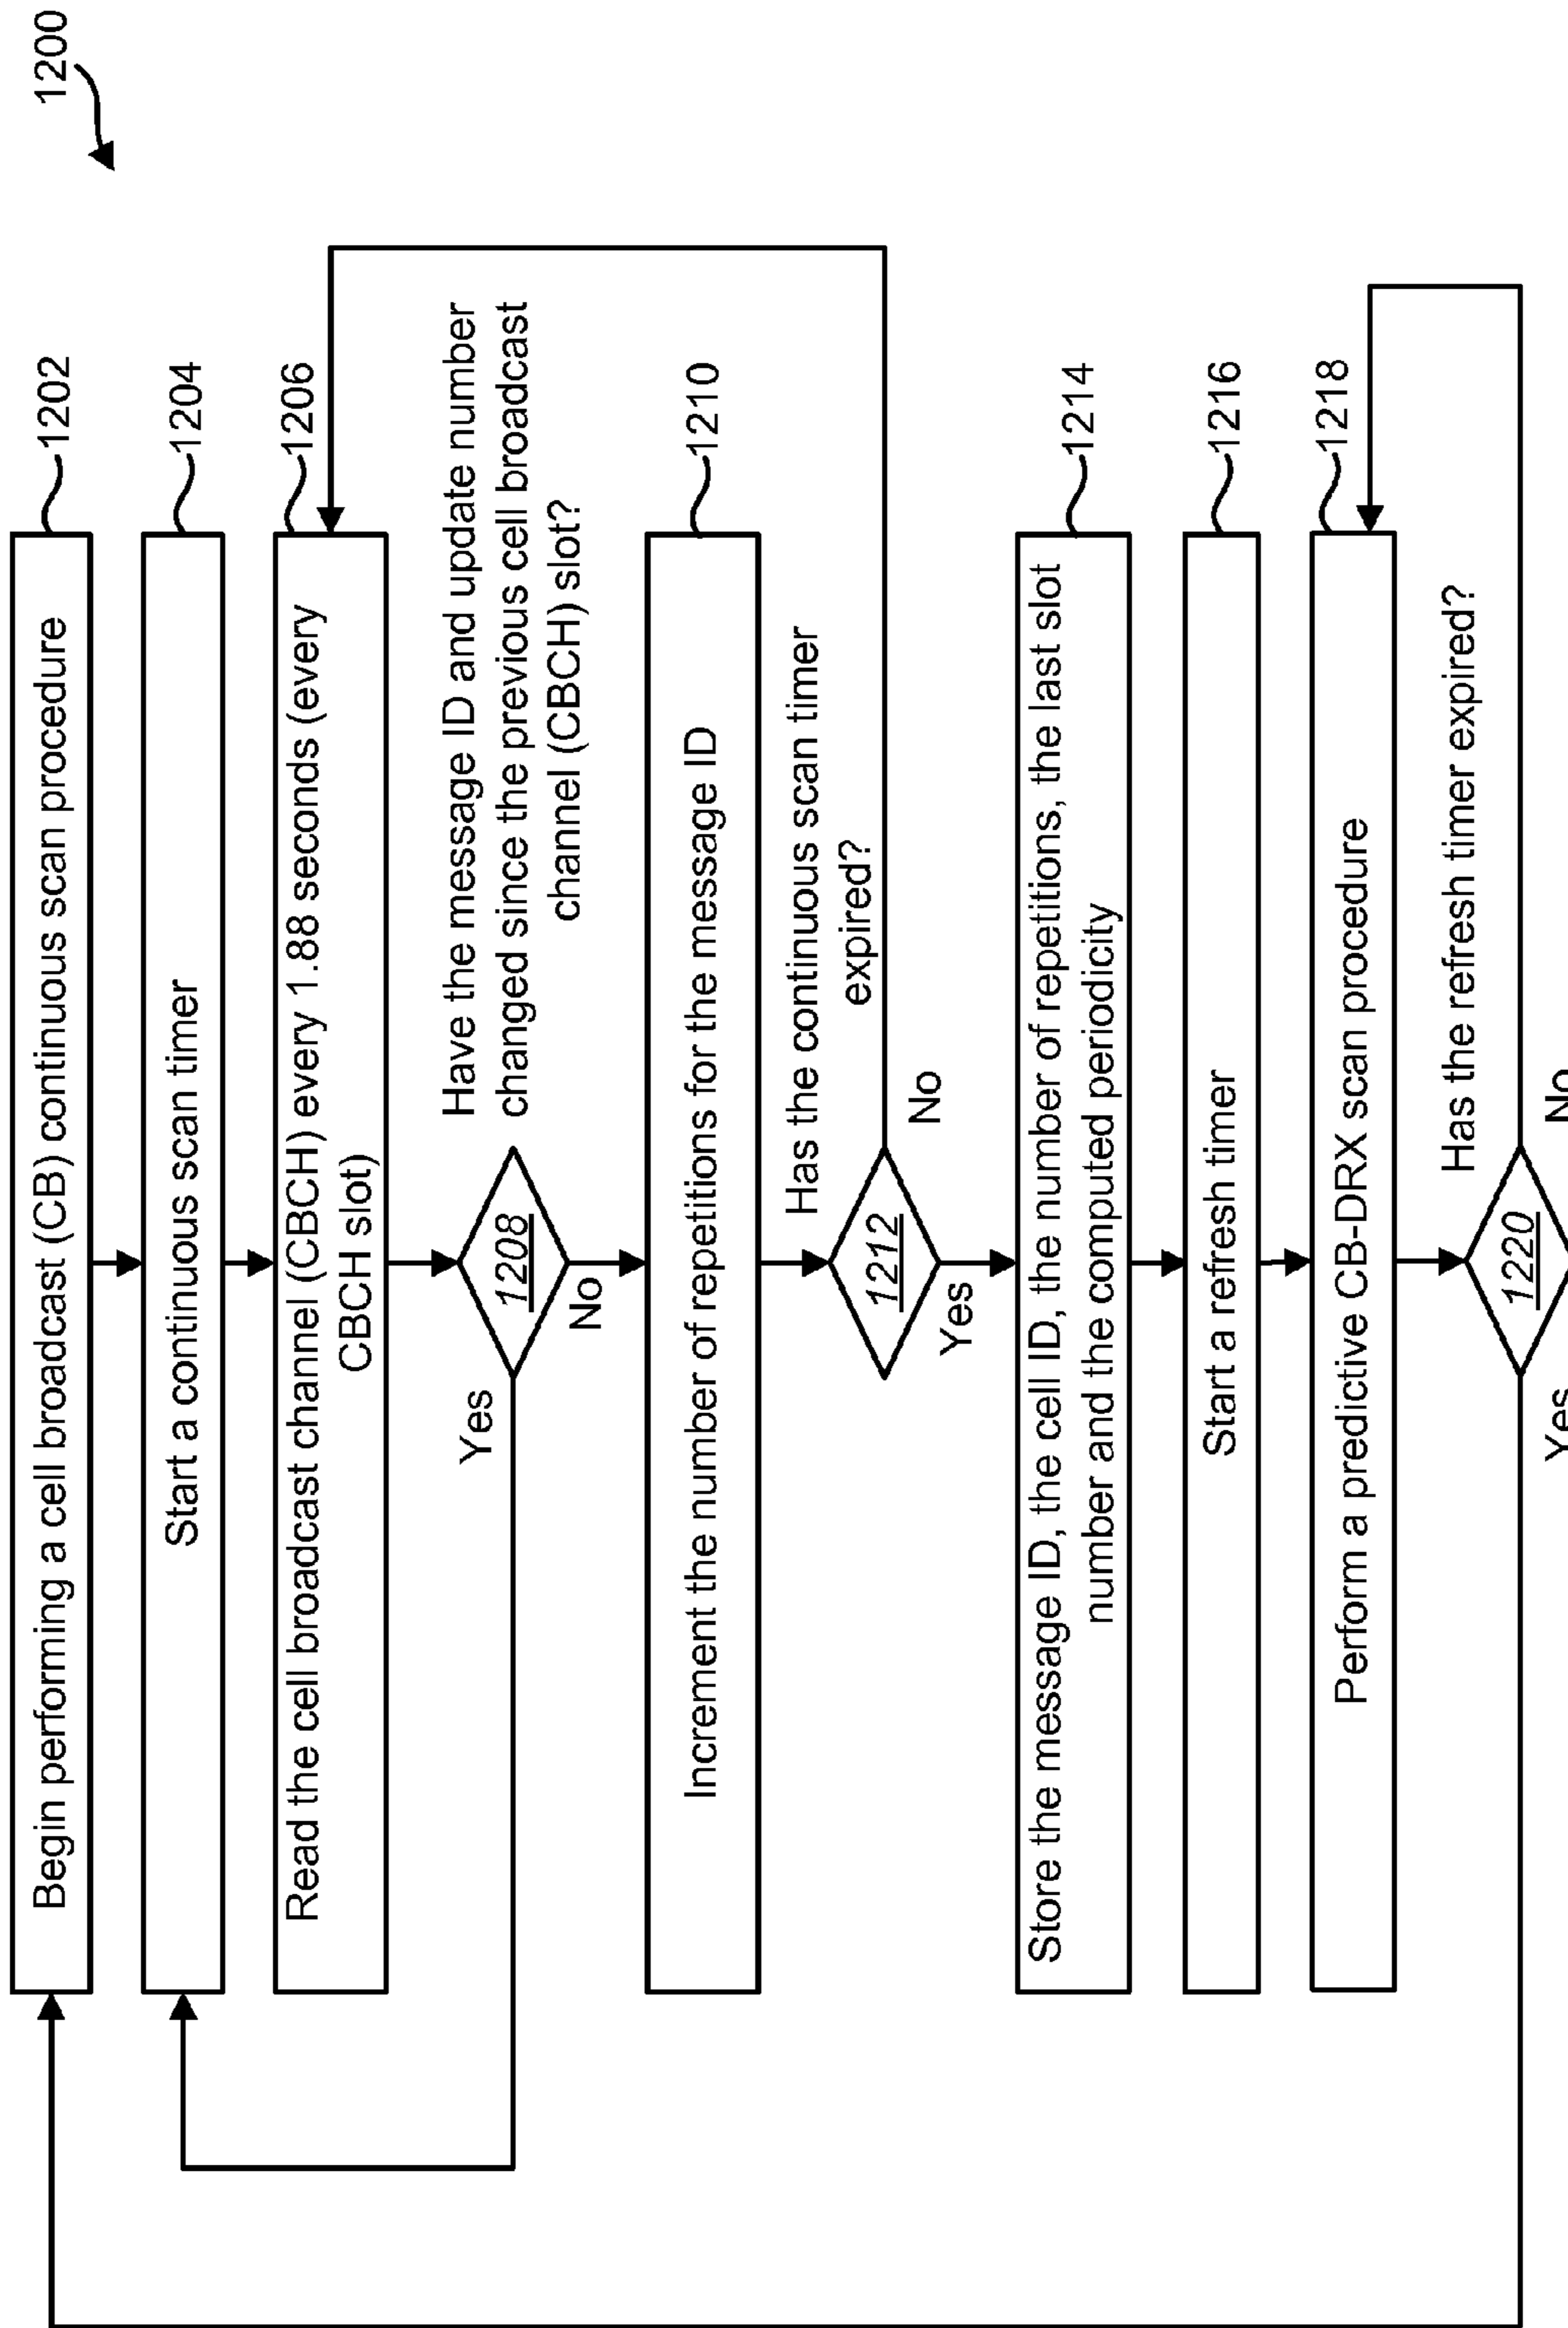 1200
Begin performing a cell broadcast (CB) continuous scan procedure
1202
Start a continuous scan timer
1204
Read the cell broadcast channel (CBCH) every 1.88 seconds (every
CBCH slot)
1206
Have the message ID and update number
changed since the previous cell broadcast
channel (CBCH) slot?
1208
Yes
No
Increment the number of repetitions for the message ID
1210
Has the continuous scan timer
expired?
1212
No
Yes
Store the message ID, the cell ID, the number of repetitions, the last slot
number and the computed periodicity
1214
Start a refresh timer
1216
Perform a predictive CB-DRX scan procedure
1218
Has the refresh timer expired?
1220
Yes
No